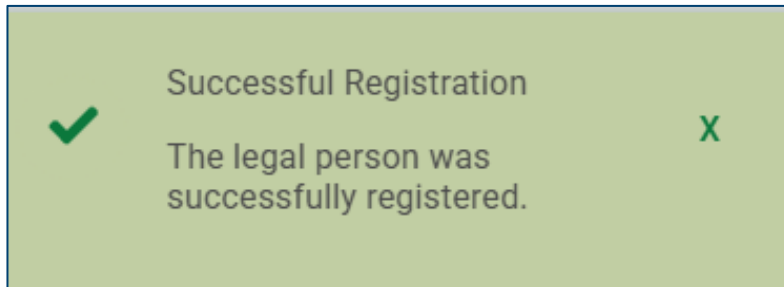 Successful Registration
X
The legal person was
successfully registered.